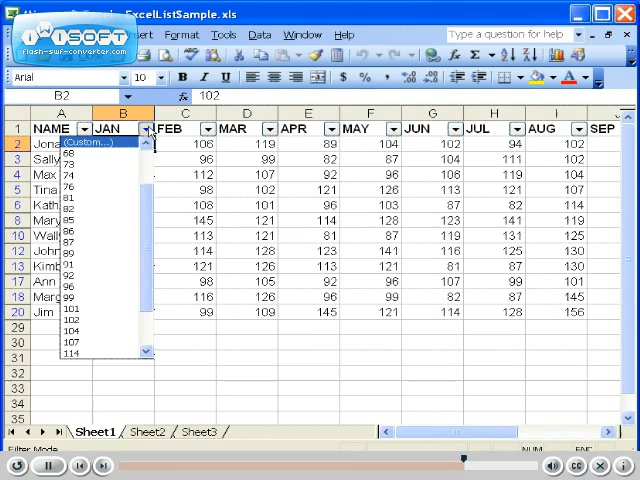 ExcelListSample.xls
iWiSOFT
flash-swf-converter.com
Insert Format Tools Data Window Help
Type a question for help
Arial 10 B I U $ %
B2 fx 102
A B C D E F G H I
1 NAME JAN FEB MAR APR MAY JUN JUL AUG SEP
2 Jona 106 119 89 104 102 94 102
3 Sally 96 99 82 87 104 111 102
4 Max 112 107 92 96 106 119 104
5 Tina 98 102 121 126 113 121 107
6 Kath 108 101 96 103 87 82 114
8 Mary 145 121 114 128 123 141 119
10 Wally 113 121 81 87 119 131 125
12 John 114 128 123 141 116 125 130
13 Kimb 121 126 113 121 81 87 130
17 Ann 98 105 92 96 107 99 101
18 Marg 116 126 96 99 82 87 145
20 Jim 99 109 145 121 114 128 156
29
30
31
32
33
34
35
(Custom...)
68
73
74
76
81
82
85
86
87
89
91
92
96
99
101
102
104
107
114
Sheet1 Sheet2 Sheet3
Filter Mode NUM
CC